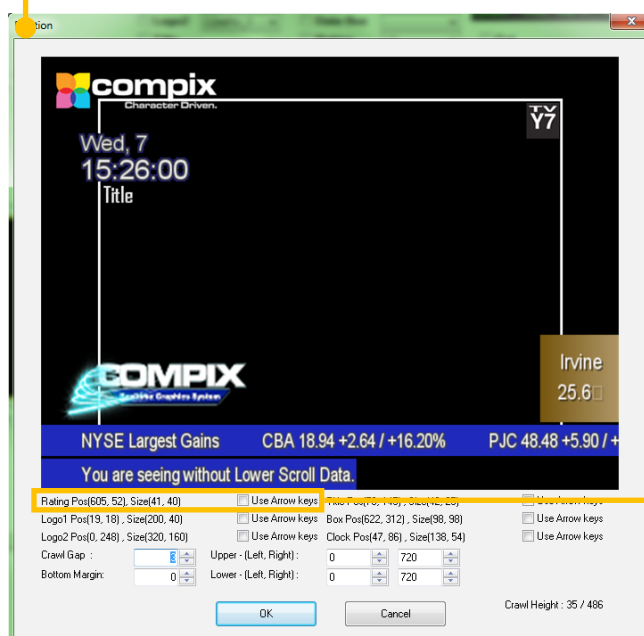 compix
Character Driven.
TV
Y7
Wed, 7
15:26:00
Title
COMPIX
Irvine
25.6
NYSE Largest Gains CBA 18.94 +2.64 / +16.20% PJC 48.48 +5.90 / +
You are seeing without Lower Scroll Data.
Rating Pos(605, 52), Size(41, 40) Use Arrow keys
Logo1 Pos(19, 18) , Size(200, 40) Use Arrow keys Box Pos(622, 312) , Size(98, 98) Use Arrow keys
Logo2 Pos(0, 248) , Size(320, 160) Use Arrow keys Clock Pos(47, 86) , Size(138, 54) Use Arrow keys
Crawl Gap : 3 Upper - (Left, Right) : 0 720
Bottom Margin: 0 Lower - (Left, Right) : 0 720
OK Cancel Crawl Height : 35 / 486